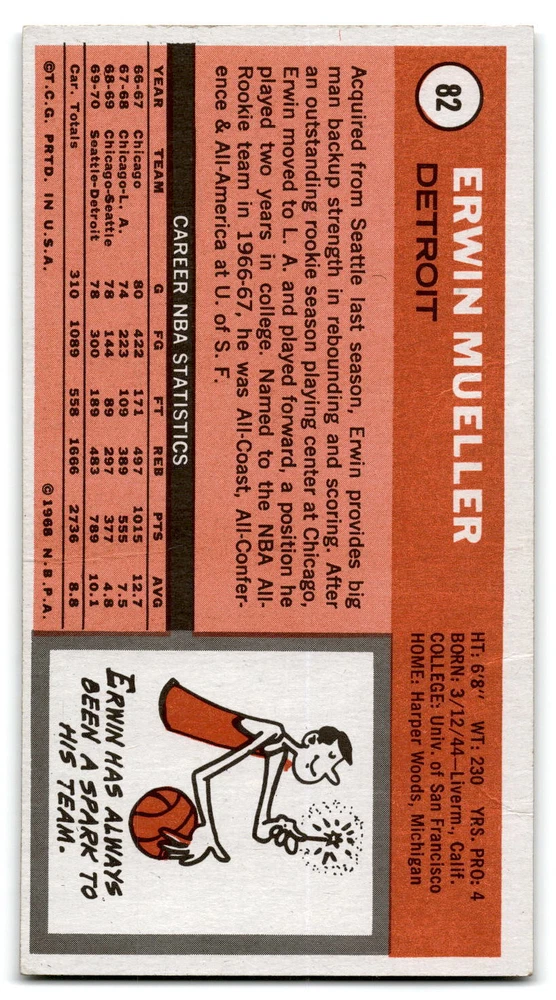 82
ERWIN MUELLER
DETROIT
HT: 6'8" WT: 230 YRS. PRO: 4
BORN: 3/12/44—Liverm., Calif.
COLLEGE: Univ. of San Francisco
HOME: Harper Woods, Michigan
Acquired from Seattle last season, Erwin provides big
man backup strength in rebounding and scoring. After
an outstanding rookie season playing center at Chicago,
Erwin moved to L. A. and played forward, a position he
played two years in college. Named to the NBA All-
Rookie team in 1966-67, he was All-Coast, All-Confer-
ence & All-America at U. of S. F.
CAREER NBA STATISTICS
YEAR TEAM G FG FT REB PTS AVG
66-67 Chicago 80 422 171 497 1015 12.7
67-68 Chicago-L. A. 74 223 109 389 555 7.5
68-69 Chicago-Seattle 78 144 89 297 377 4.8
69-70 Seattle-Detroit 78 300 189 483 789 10.1
Car. Totals 310 1089 558 1666 2736 8.8
©T.C.G. PRTD. IN U.S.A. ©1968 N.B.P.A.
ERWIN HAS ALWAYS
BEEN A SPARK TO
HIS TEAM.